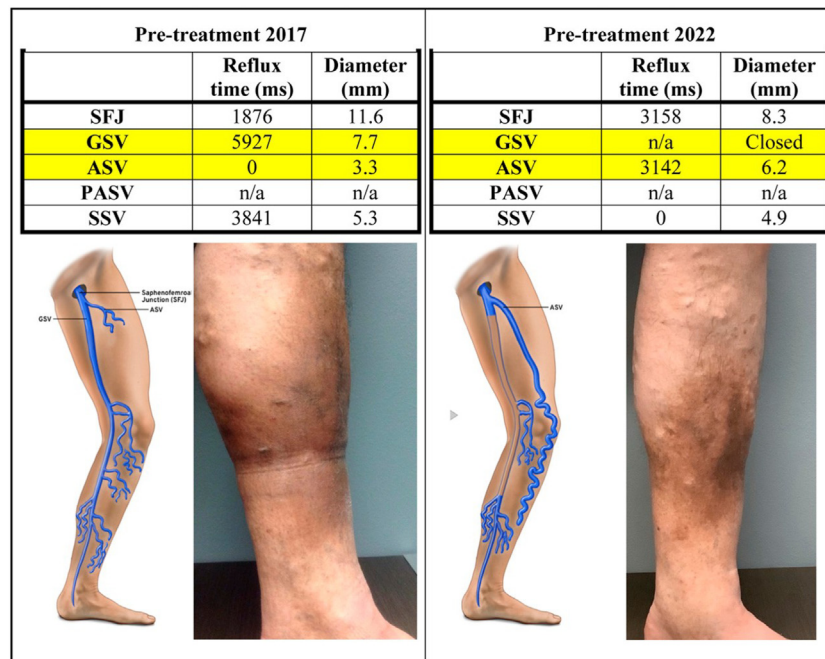 Pre-treatment 2017
Reflux time (ms) Diameter (mm)
SFJ 1876 11.6
GSV 5927 7.7
ASV 0 3.3
PASV n/a n/a
SSV 3841 5.3
Saphenofemroa
Junction (SFJ)
ASV
GSV
Pre-treatment 2022
Reflux time (ms) Diameter (mm)
SFJ 3158 8.3
GSV n/a Closed
ASV 3142 6.2
PASV n/a n/a
SSV 0 4.9
ASV